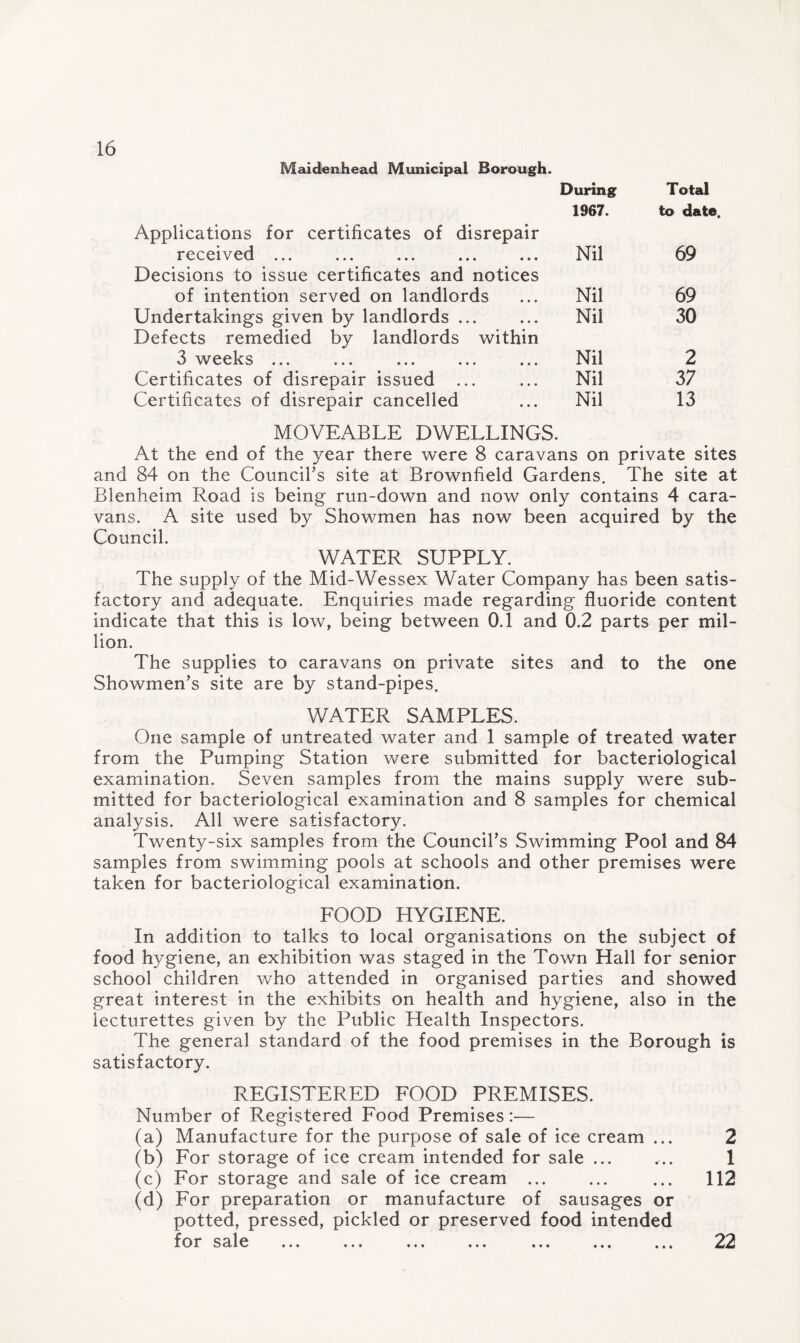 16
Maidenhead Municipal Borough.
During Total
1967. to date.
Applications for certificates of disrepair
received ... ... ... ... ... Nil 69
Decisions to issue certificates and notices
of intention served on landlords ... Nil 69
Undertakings given by landlords ... ... Nil 30
Defects remedied by landlords within
3 weeks ... ... ... ... ... Nil 2
Certificates of disrepair issued ... ... Nil 37
Certificates of disrepair cancelled ... Nil 13
MOVEABLE DWELLINGS.
At the end of the year there were 8 caravans on private sites
and 84 on the Council's site at Brownfield Gardens. The site at
Blenheim Road is being run-down and now only contains 4 cara-
vans. A site used by Showmen has now been acquired by the
Council.
WATER SUPPLY.
The supply of the Mid-Wessex Water Company has been satis-
factory and adequate. Enquiries made regarding fluoride content
indicate that this is low, being between 0.1 and 0.2 parts per mil-
lion.
The supplies to caravans on private sites and to the one
Showmen's site are by stand-pipes.
WATER SAMPLES.
One sample of untreated water and 1 sample of treated water
from the Pumping Station were submitted for bacteriological
examination. Seven samples from the mains supply were sub-
mitted for bacteriological examination and 8 samples for chemical
analysis. All were satisfactory.
Twenty-six samples from the Council's Swimming Pool and 84
samples from swimming pools at schools and other premises were
taken for bacteriological examination.
FOOD HYGIENE.
In addition to talks to local organisations on the subject of
food hygiene, an exhibition was staged in the Town Hall for senior
school children who attended in organised parties and showed
great interest in the exhibits on health and hygiene, also in the
lecturettes given by the Public Health Inspectors.
The general standard of the food premises in the Borough is
satisfactory.
REGISTERED FOOD PREMISES.
Number of Registered Food Premises :—
(a) Manufacture for the purpose of sale of ice cream ... 2
(b) For storage of ice cream intended for sale ... ... 1
(c) For storage and sale of ice cream ... ... ... 112
(d) For preparation or manufacture of sausages or
potted, pressed, pickled or preserved food intended
for sale ... ... ... ... ... ... ... 22